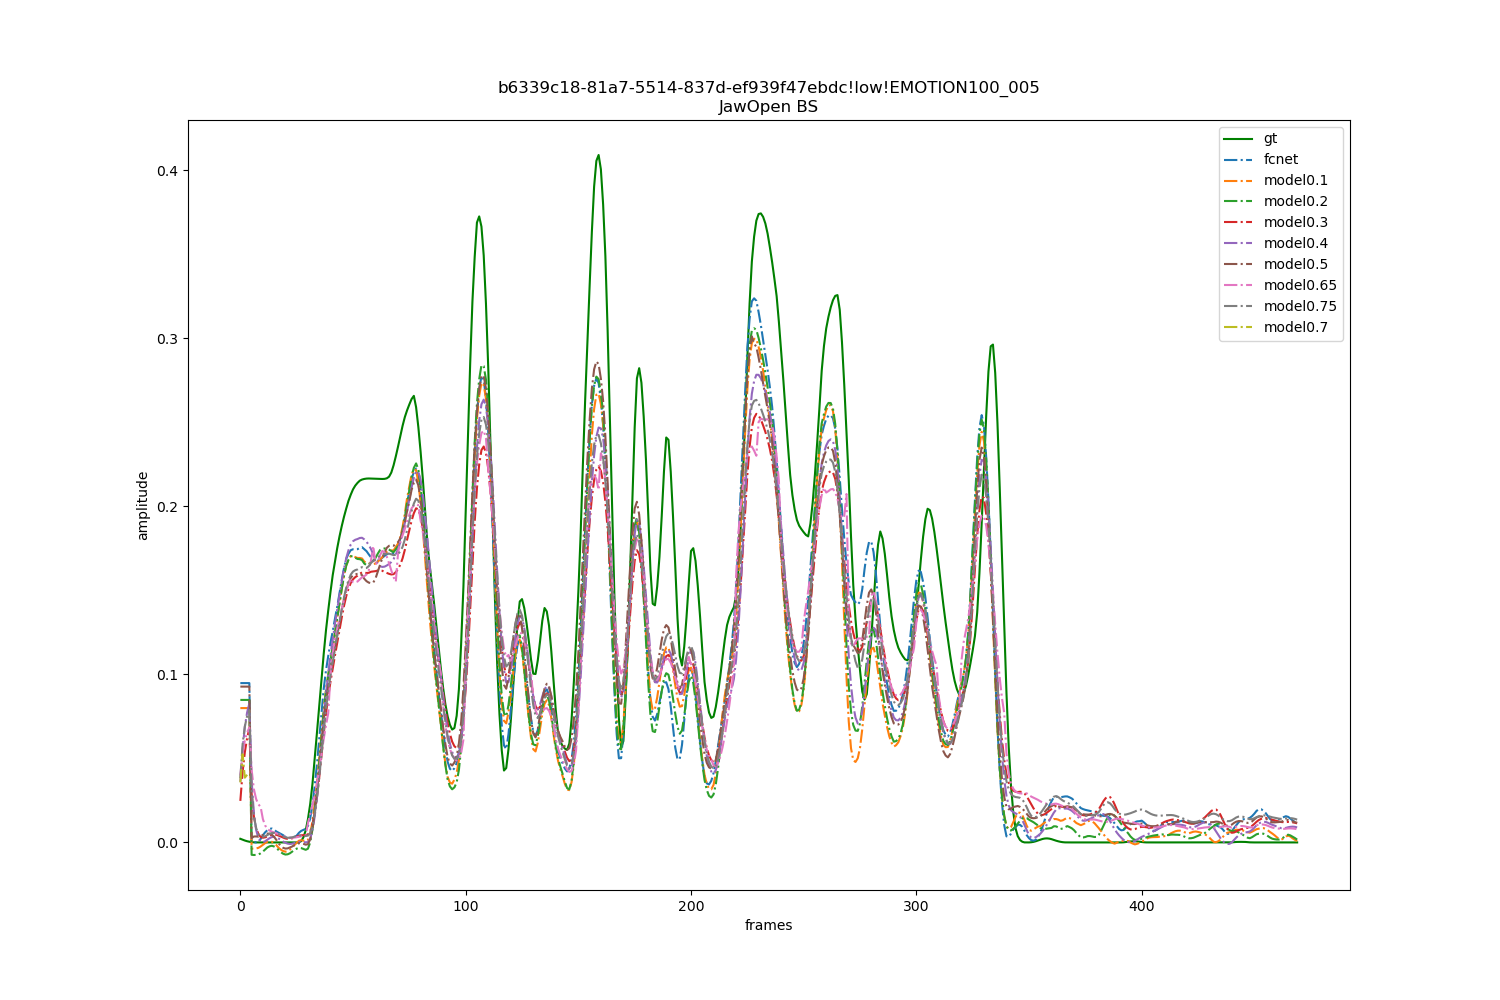 b6339c18-81a7-5514-837d-ef939f47ebdc!low!EMOTION100_005
JawOpen BS
gt
fcnet
model0.1
model0.2
model0.3
model0.4
model0.5
model0.65
model0.75
model0.7
0.4
0.3
0.2
0.1
0.0
amplitude
0
100
200
300
400
frames